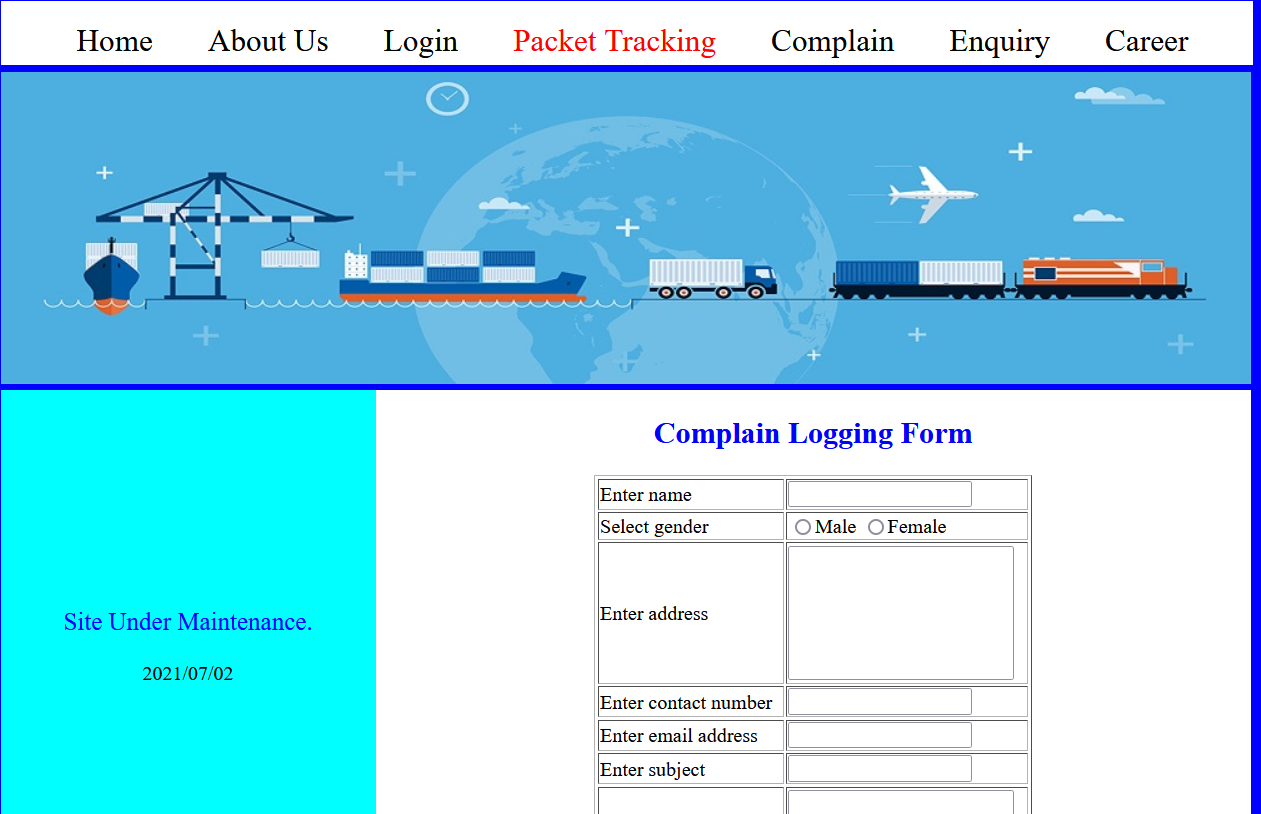 Home About Us Login Packet Tracking Complain Enquiry Career
Site Under Maintenance.
2021/07/02
Complain Logging Form
Enter name
Select gender Male Female
Enter address
Enter contact number
Enter email address
Enter subject